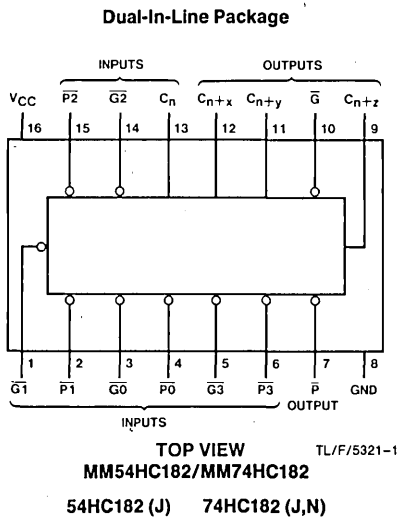 Dual-In-Line Package
INPUTS OUTPUTS
VCC P2 G2 Cn Cn+x Cn+y G Cn+z
16 15 14 13 12 11 10 9
1 2 3 4 5 6 7 8
G1 P1 G0 P0 G3 P3 P GND
INPUTS OUTPUT
TOP VIEW TL/F/5321-1
MM54HC182/MM74HC182
54HC182 (J) 74HC182 (J,N)